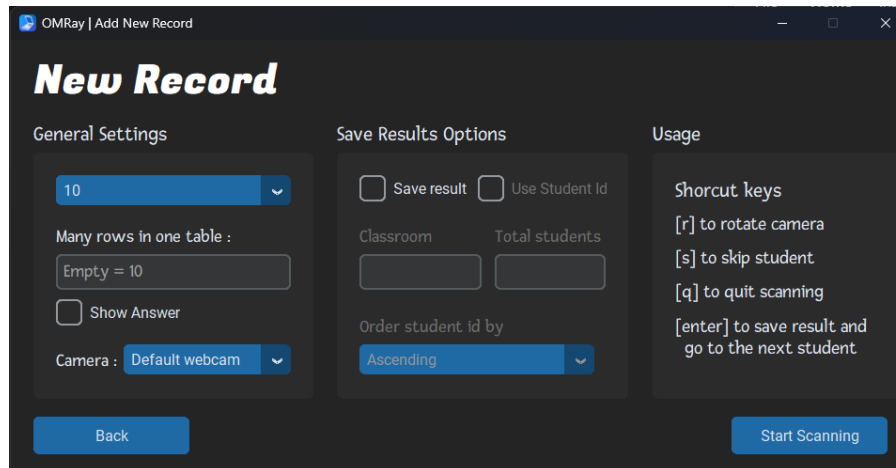 OMRay | Add New Record
New Record
General Settings
10
Many rows in one table :
Empty = 10
Show Answer
Camera : Default webcam
Save Results Options
Save result Use Student Id
Classroom Total students
Order student id by
Ascending
Usage
Shorcut keys
[r] to rotate camera
[s] to skip student
[q] to quit scanning
[enter] to save result and
go to the next student
Back
Start Scanning